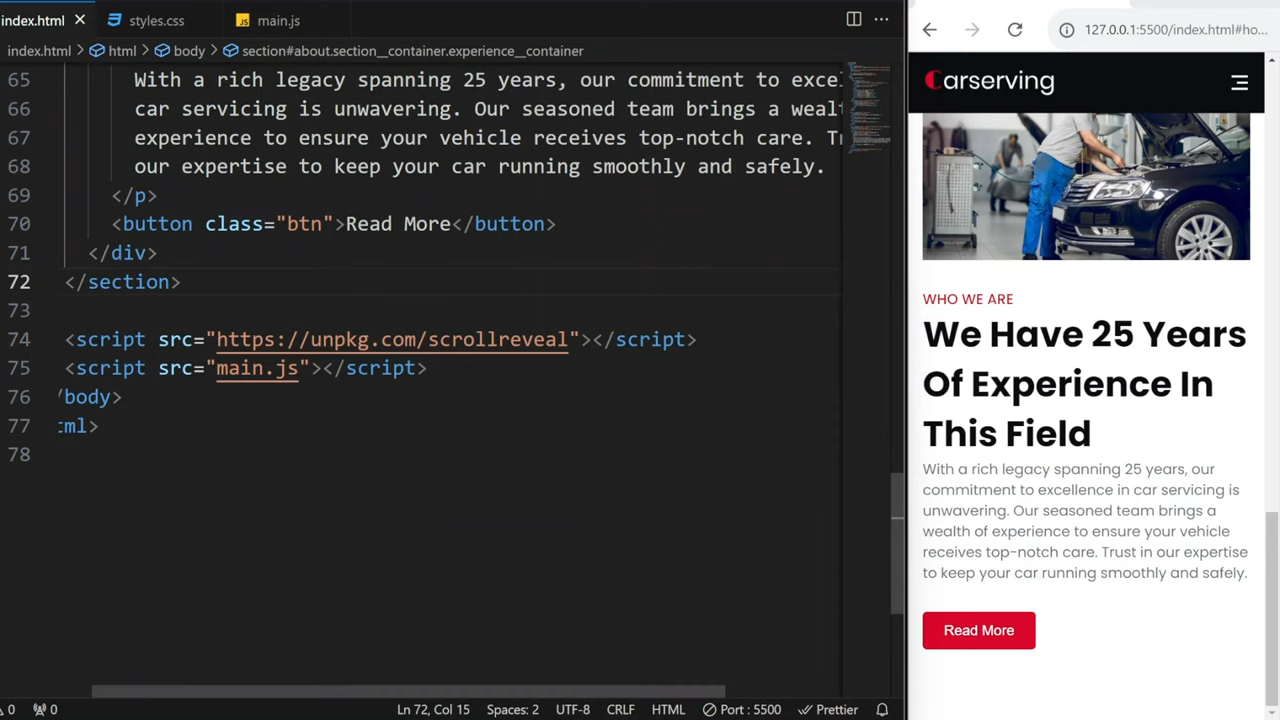 index.html
styles.css
JS main.js
index.html > html > body > section#about.section__container.experience__container
65 With a rich legacy spanning 25 years, our commitment to exce
66 car servicing is unwavering. Our seasoned team brings a wealt
67 exprience to ensure your vehicle receives top-notch care. T
68 our expertise to keep your car running smoothly and safely.
69 </p>
70 <button class="btn">Read More</button>
71 </div>
72 </section>
73
74 <script src="https://unpkg.com/scrollreveal"></script>
75 <script src="main.js"></script>
76 /body>
77 tml>
78
0
0
Ln 72, Col 15
Spaces: 2
UTF-8
CRLF
HTML
Port : 5500
Prettier
127.0.0.1:5500/index.html#ho...
Carserving
WHO WE ARE
We Have 25 Years
Of Experience In
This Field
With a rich legacy spanning 25 years, our
commitment to excellence in car servicing is
unwavering. Our seasoned team brings a
wealth of experience to ensure your vehicle
receives top-notch care. Trust in our expertise
to keep your car running smoothly and safely.
Read More